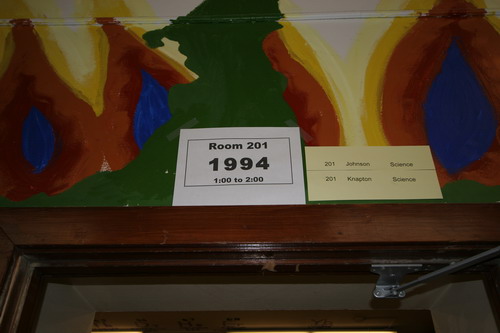 Room 201
1994
1:00 to 2:00
201 Johnson Science
201 Knapton Science